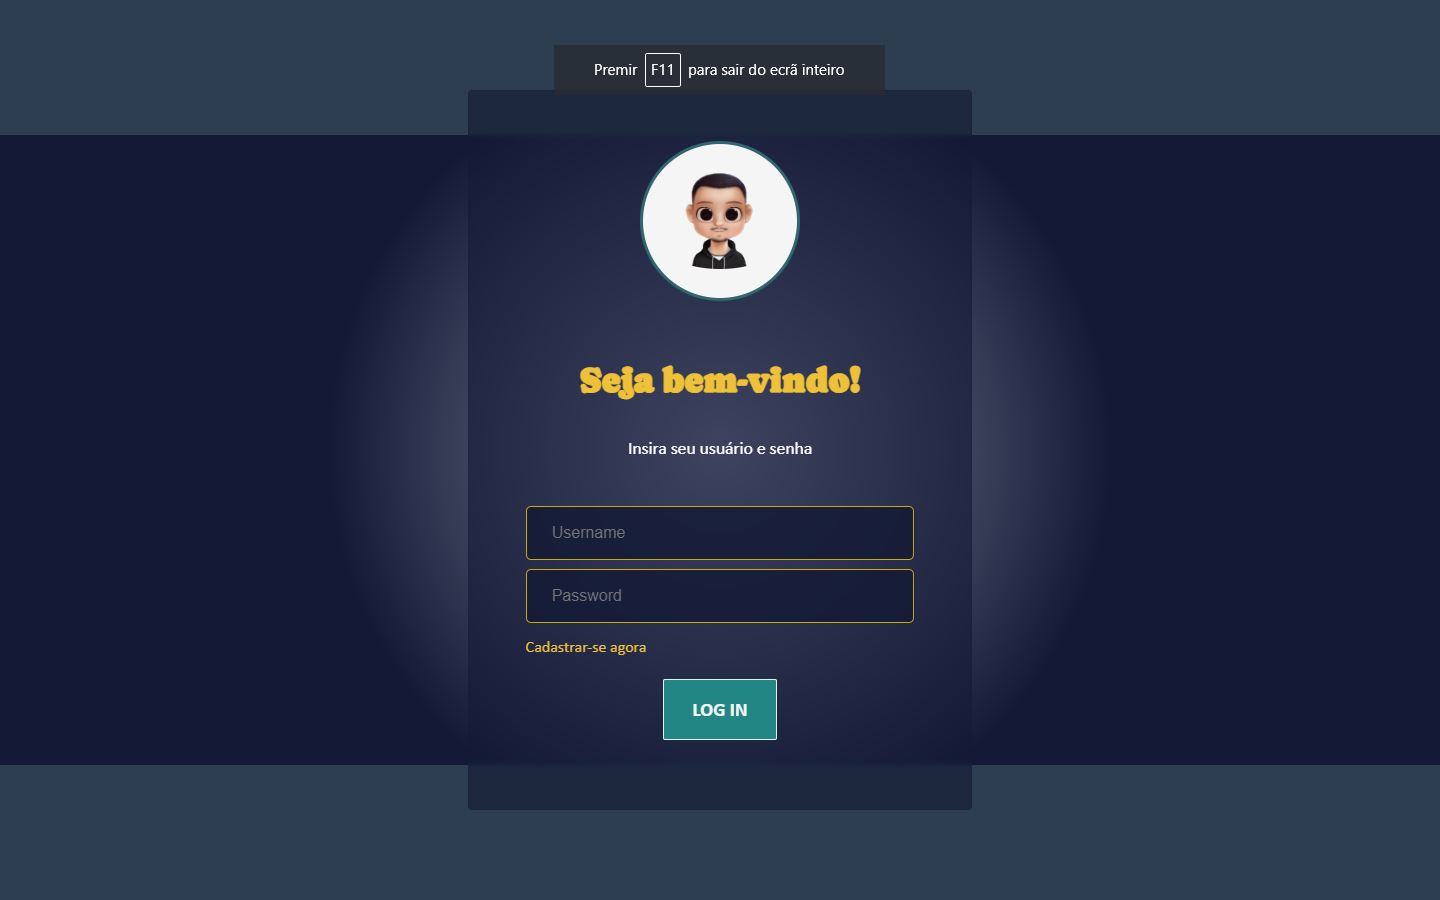 Premir F11 para sair do ecrã inteiro
Seja bem-vindo!
Insira seu usuário e senha
Username
Password
Cadastrar-se agora
LOG IN